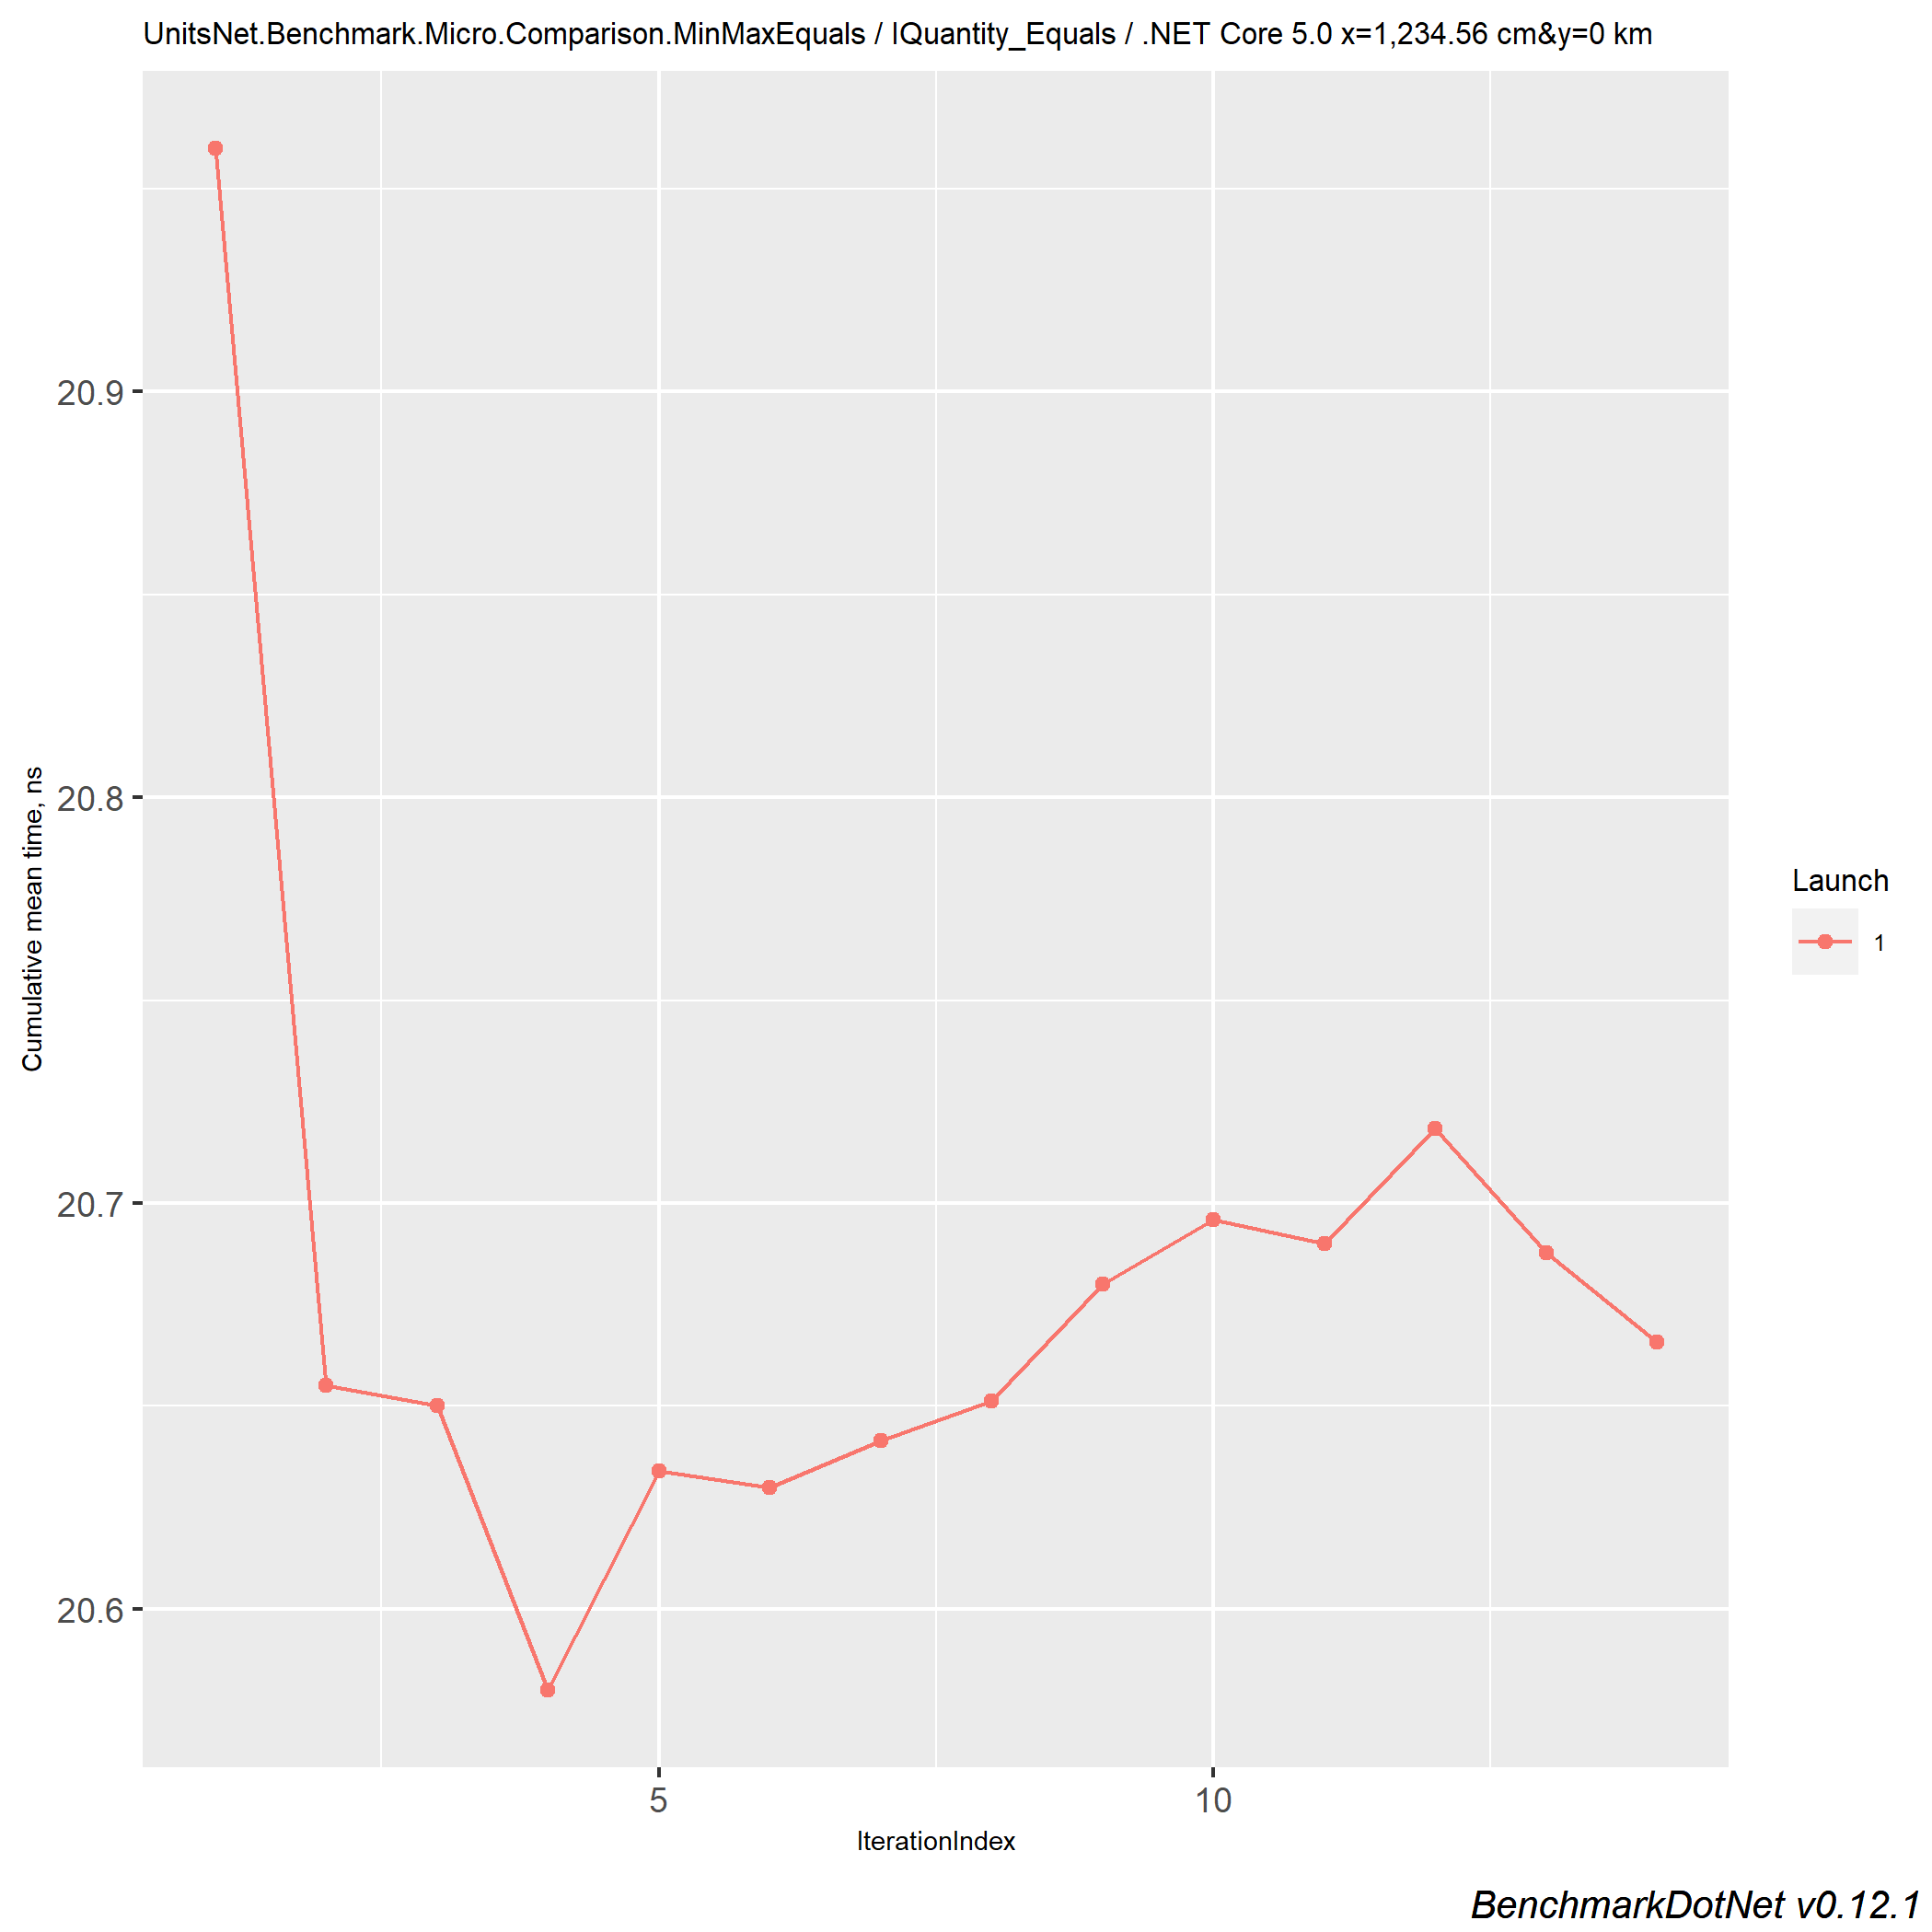 UnitsNet.Benchmark.Micro.Comparison.MinMaxEquals / IQuantity_Equals / .NET Core 5.0 x=1,234.56 cm&y=0 km
Cumulative mean time, ns
20.9
20.8
20.7
20.6
5
10
IterationIndex
Launch
1
BenchmarkDotNet v0.12.1